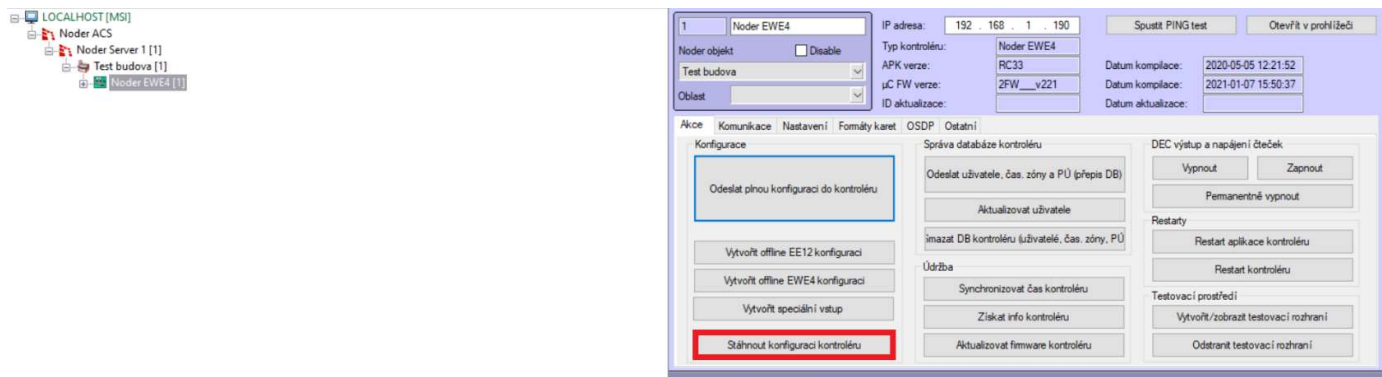 LOCALHOST [MSI]
Noder ACS
Noder Server 1 [1]
Test budova [1]
Noder EWE4 [1]
1 Noder EWE4
Noder objekt Disable
Test budova
Oblast
IP adresa: 192 . 168 . 1 . 190 Spustit PING test Otevřít v prohlížeči
Typ kontroléru: Noder EWE4
APK verze: RC33 Datum kompilace: 2020-05-05 12:21:52
µC FW verze: 2FW___v221 Datum kompilace: 2021-01-07 15:50:37
ID aktualizace: Datum aktualizace:
Akce Komunikace Nastavení Formáty karet OSDP Ostatní
Konfigurace
Odeslat plnou konfiguraci do kontroléru
Vytvořit offline EE12 konfiguraci
Vytvořit offline EWE4 konfiguraci
Vytvořit speciální vstup
Stáhnout konfiguraci kontroléru
Správa databáze kontroléru
Odeslat uživatele, čas. zóny a PÚ (přepis DB)
Aktualizovat uživatele
Smazat DB kontroléru (uživatelé, čas. zóny, PÚ
Údržba
Synchronizovat čas kontroléru
Získat info kontroléru
Aktualizovat firmware kontroléru
DEC výstup a napájení čteček
Vypnout Zapnout
Permanentně vypnout
Restarty
Restart aplikace kontroléru
Restart kontroléru
Testovací prostředí
Vytvořit/zobrazit testovací rozhraní
Odstranit testovací rozhraní